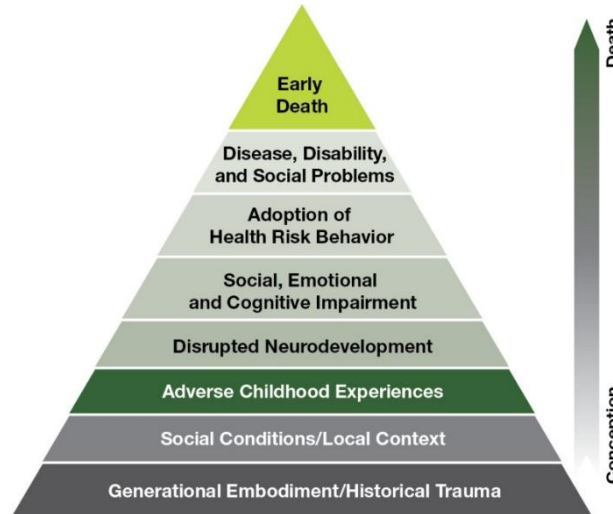 Early
Death
Disease, Disability,
and Social Problems
Adoption of
Health Risk Behavior
Social, Emotional
and Cognitive Impairment
Disrupted Neurodevelopment
Adverse Childhood Experiences
Social Conditions/Local Context
Generational Embodiment/Historical Trauma
Death
Conception